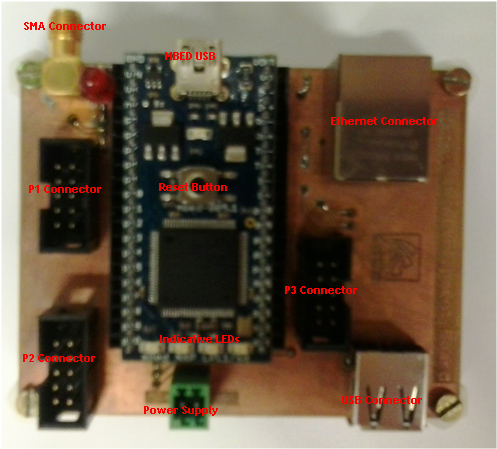 SMA Connector
MBED USB
Ethernet Connector
P1 Connector
Reset Button
P3 Connector
Indicates LEDs
P2 Connector
USB Connector
Power Supply